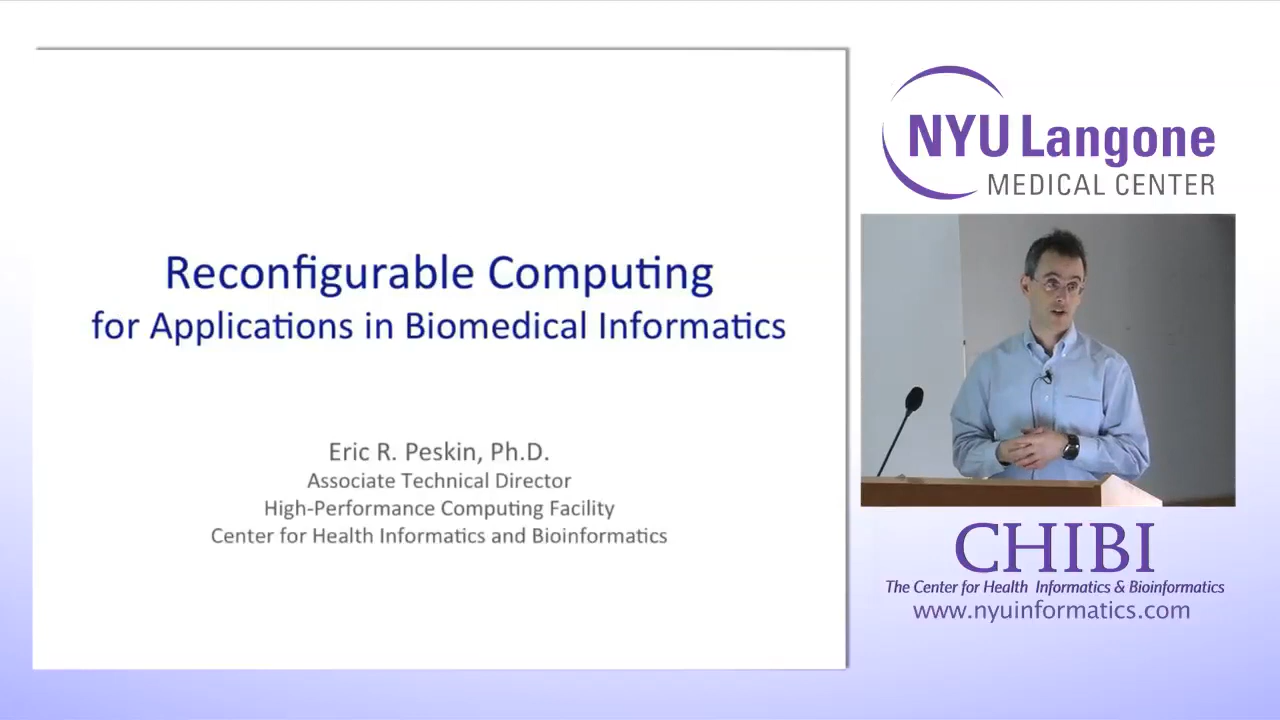 Reconfigurable Computing
for Applications in Biomedical Informatics
Eric R. Peskin, Ph.D.
Associate Technical Director
High-Performance Computing Facility
Center for Health Informatics and Bioinformatics
NYU Langone
MEDICAL CENTER
CHIBI
The Center for Health Informatics & Bioinformatics
www.nyuinformatics.com